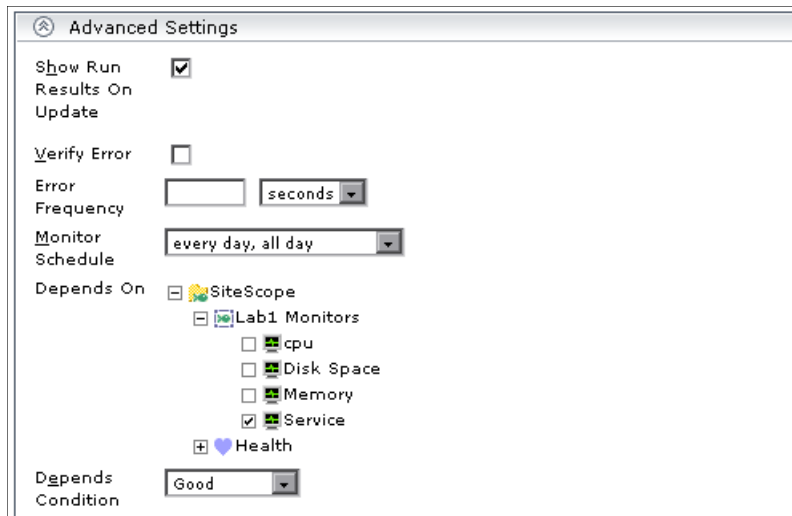 Advanced Settings
Show Run
Results On
Update
Verify Error
Error
Frequency
seconds
Monitor
Schedule
every day, all day
Depends On
SiteScope
Lab1 Monitors
cpu
Disk Space
Memory
Service
Health
Depends
Condition
Good